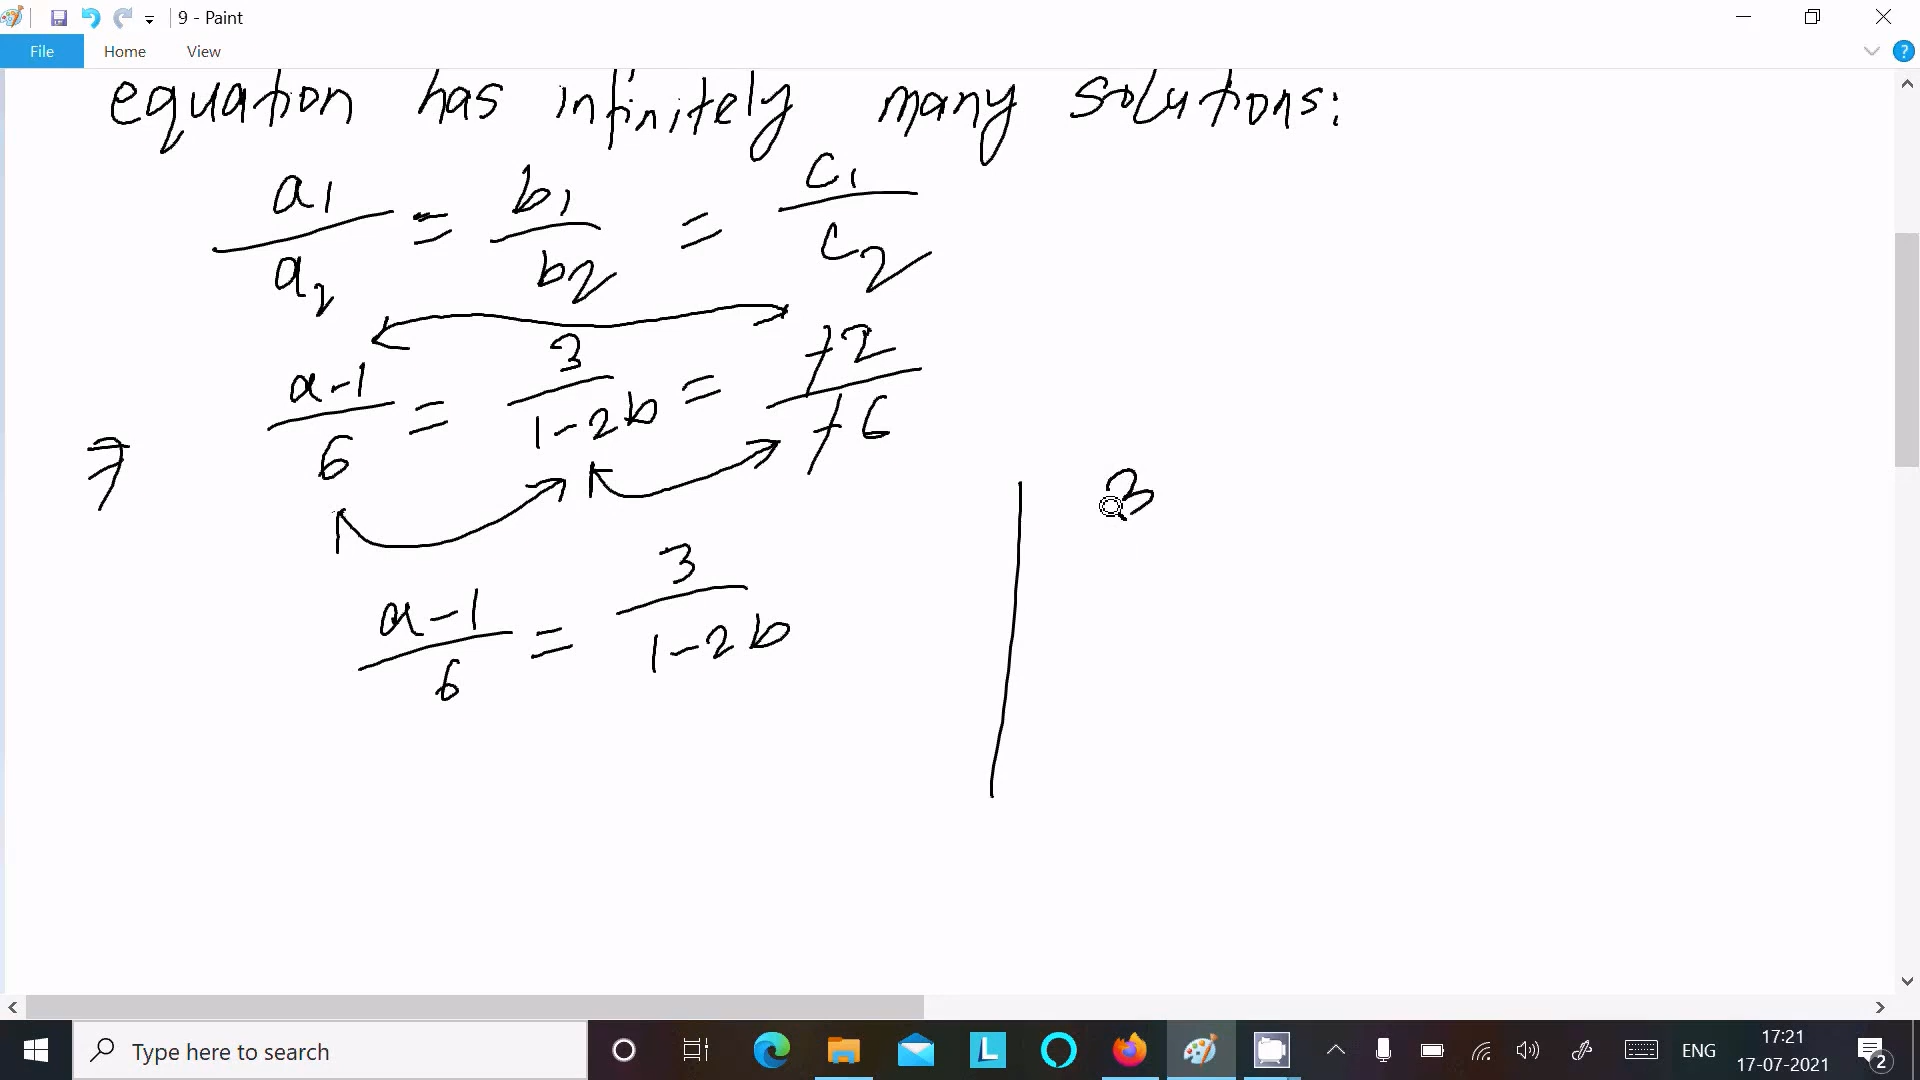 9 - Paint
File Home View
equation has infinitely many solutions:
a1/a2 = b1/b2 = c1/c2
⇒ a-1/6 = 3/1-2b = +2/+6
3
a-1/6 = 3/1-2b
Type here to search
ENG
17:21
17-07-2021
2